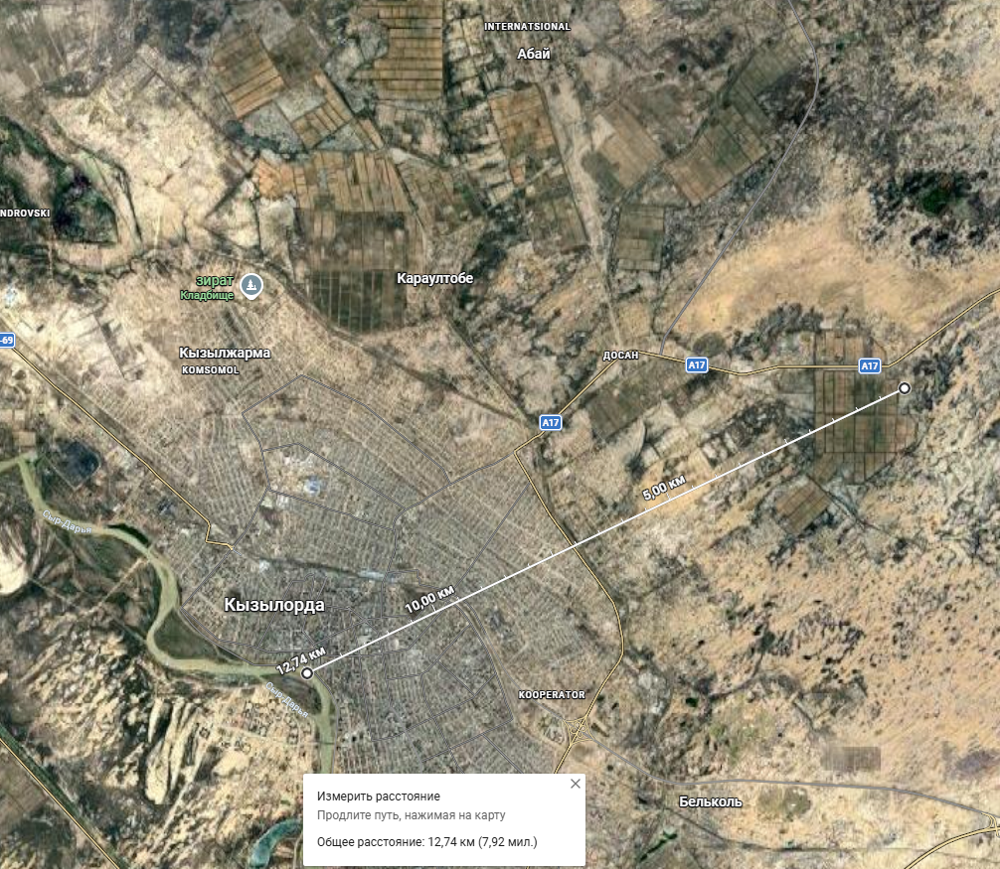 INTERNATSIONAL
Абай
NDROVSKI
зират
Кладбище
Караултобе
-69
Кызылжарма
KOMSOMOL
ДОСАН
A17
A17
A17
5,00 км
Сыр-Дарья
10,00 км
Кызылорда
12,74 км
Сыр-Дарья
KOOPERATOR
Бельколь
Измерить расстояние
Продлите путь, нажимая на карту
Общее расстояние: 12,74 км (7,92 мил.)